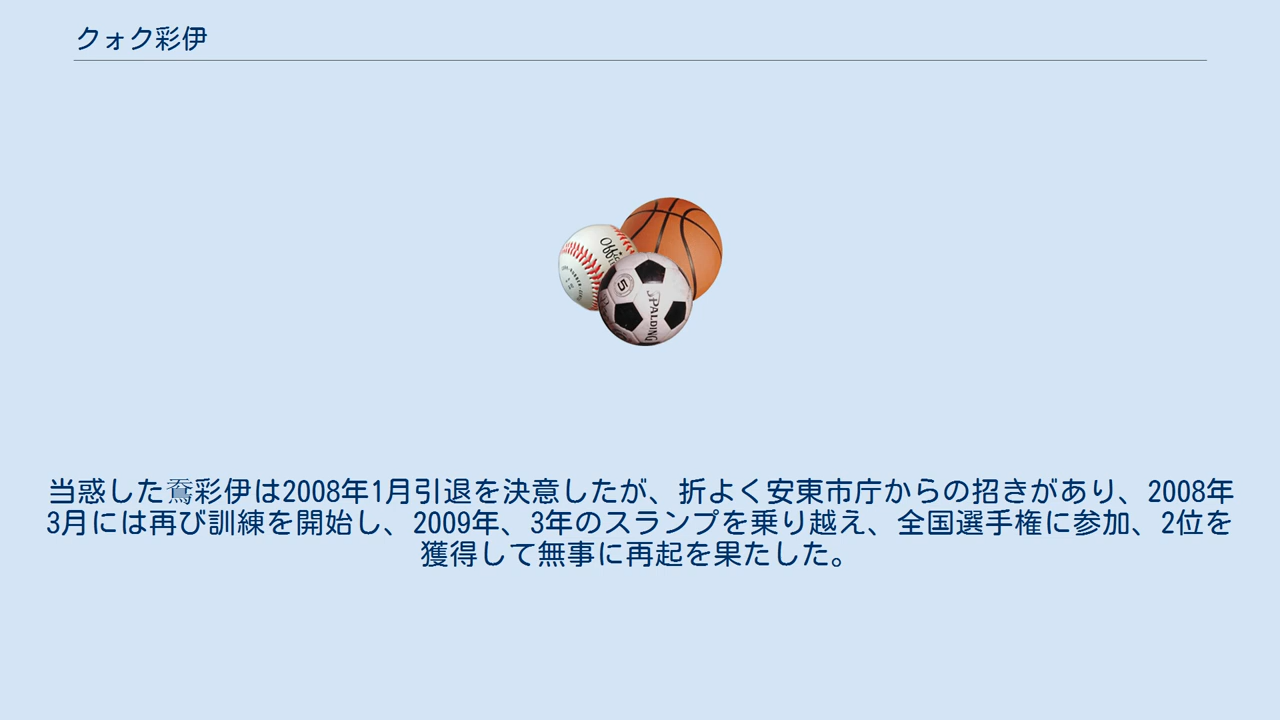 クォク彩伊
Offici
5
SPALDING
当惑した鴌彩伊は2008年1月引退を決意したが、折よく安東市庁からの招きがあり、2008年
3月には再び訓練を開始し、2009年、3年のスランプを乗り越え、全国選手権に参加、2位を
獲得して無事に再起を果たした。